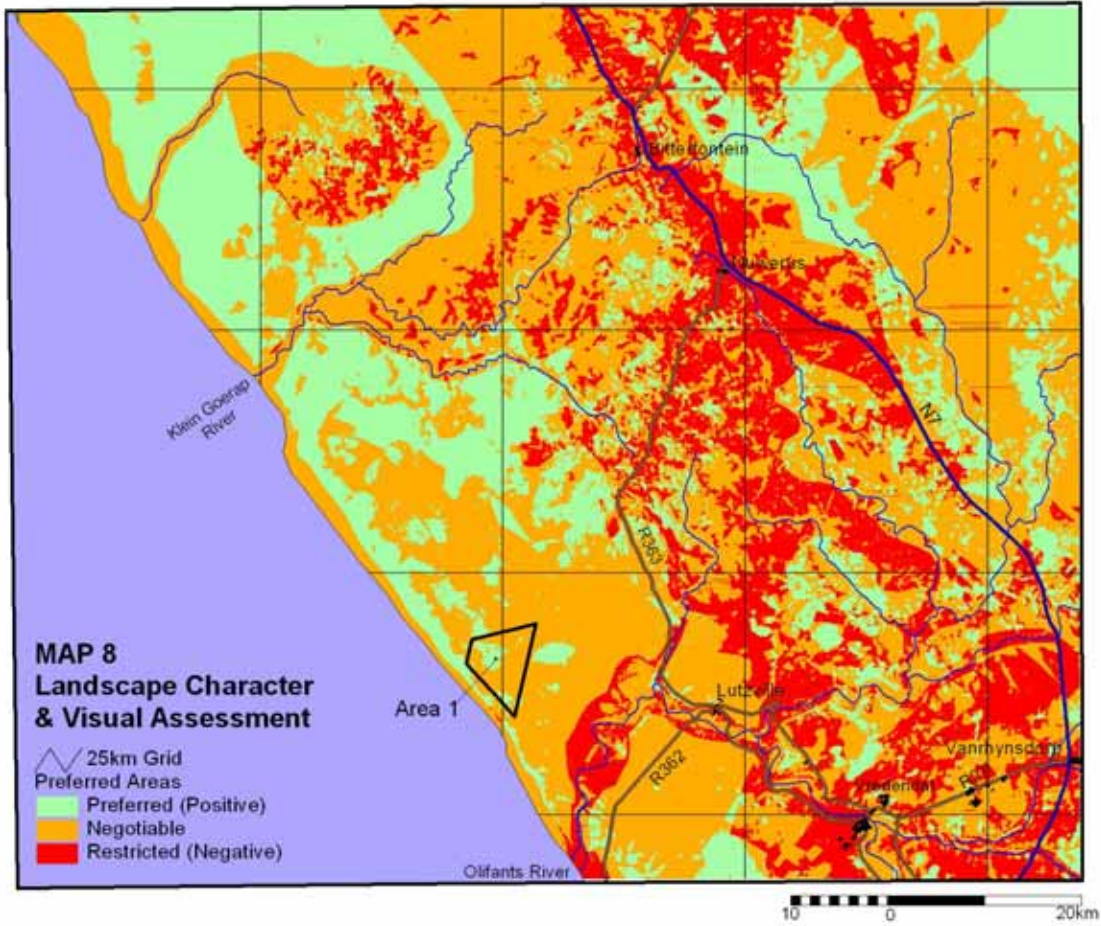 Bitterfontein
N7
Klein Goerap
River
R363
MAP 8
Landscape Character
& Visual Assessment
Area 1
Lutzville
25km Grid
Preferred Areas
Preferred (Positive)
Negotiable
Restricted (Negative)
R362
Vanrhynsdorp
Vredendal
Olifants River
10 0 20km